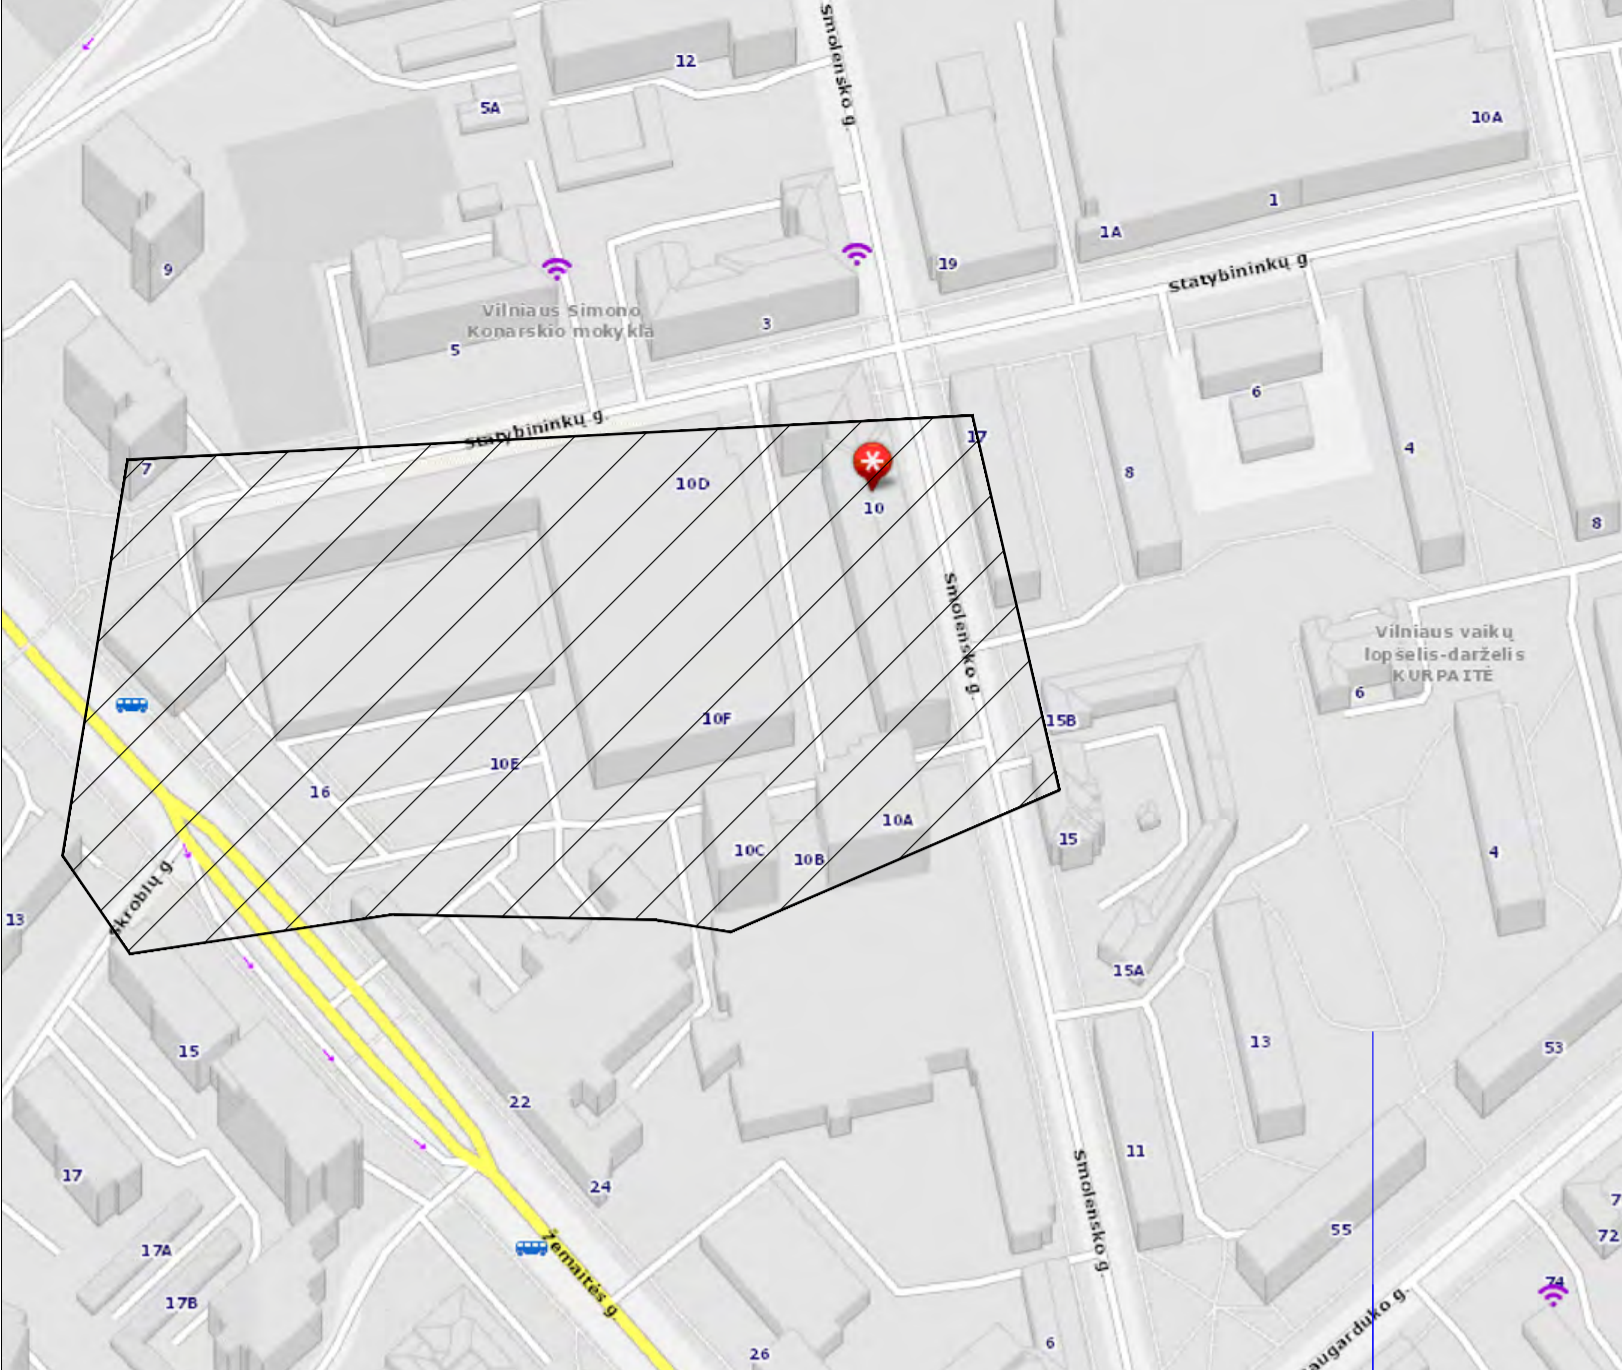 Smolensko g.
12
5A
10A
1
1A
19
9
Statybininkų g
Vilniaus Simono
Konarskio mokykla
3
5
6
Statybininkų g.
17
7
4
8
10D
10
8
Smolensko g.
Vilniaus vaikų
lopšelis-darželis
KURPAITĖ
6
15B
10F
10E
16
10A
15
10C
10B
4
Skroblų g.
13
15A
15
13
53
22
11
Smolensko g.
17
24
7
55
72
17A
Žemaitės g.
74
17B
augarduko g.
6
26